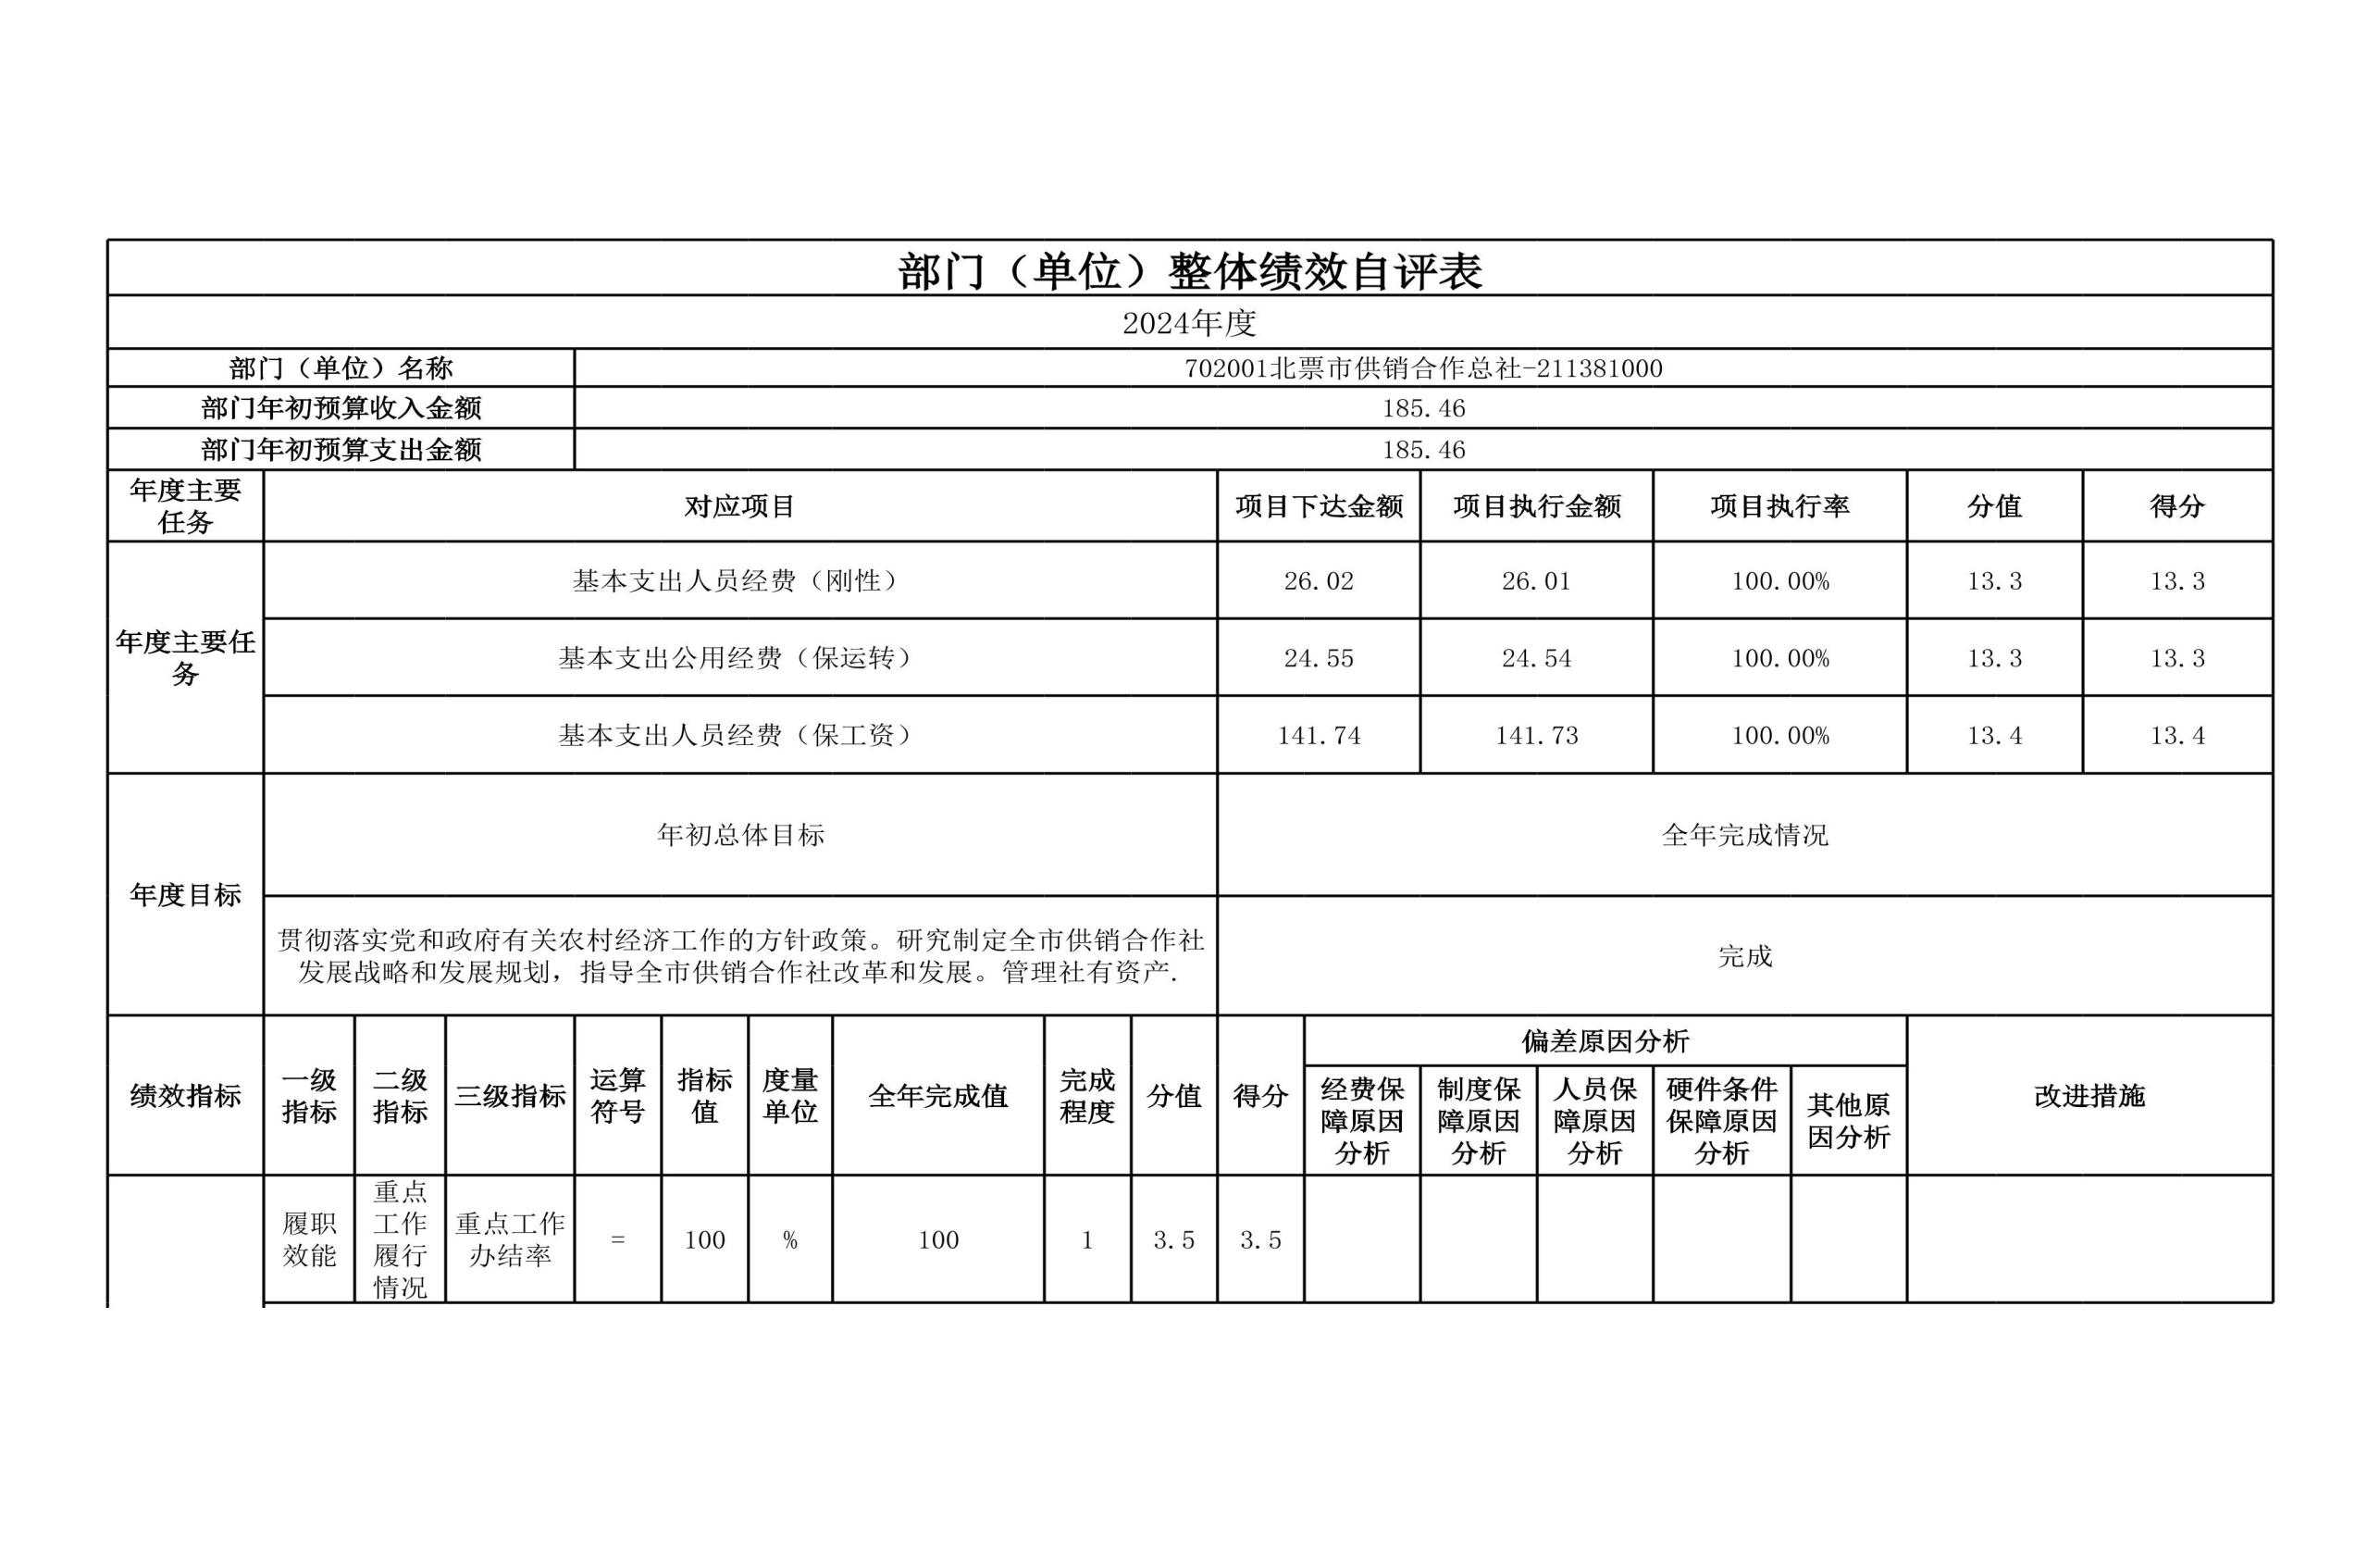 部门（单位）整体绩效自评表
2024年度
部门（单位）名称
702001北票市供销合作总社-211381000
部门年初预算收入金额
185.46
部门年初预算支出金额
185.46
年度主要
任务
对应项目
项目下达金额
项目执行金额
项目执行率
分值
得分
年度主要任
务
基本支出人员经费（刚性）
26.02
26.01
100.00%
13.3
13.3
基本支出公用经费（保运转）
24.55
24.54
100.00%
13.3
13.3
基本支出人员经费（保工资）
141.74
141.73
100.00%
13.4
13.4
年度目标
年初总体目标
全年完成情况
贯彻落实党和政府有关农村经济工作的方针政策。研究制定全市供销合作社
发展战略和发展规划，指导全市供销合作社改革和发展。管理社有资产.
完成
绩效指标
一级
指标
二级
指标
三级指标
运算
符号
指标
值
度量
单位
全年完成值
完成
程度
分值
得分
偏差原因分析
经费保
障原因
分析
制度保
障原因
分析
人员保
障原因
分析
硬件条件
保障原因
分析
其他原
因分析
改进措施
履职
效能
重点
工作
履行
情况
重点工作
办结率
=
100
%
100
1
3.5
3.5